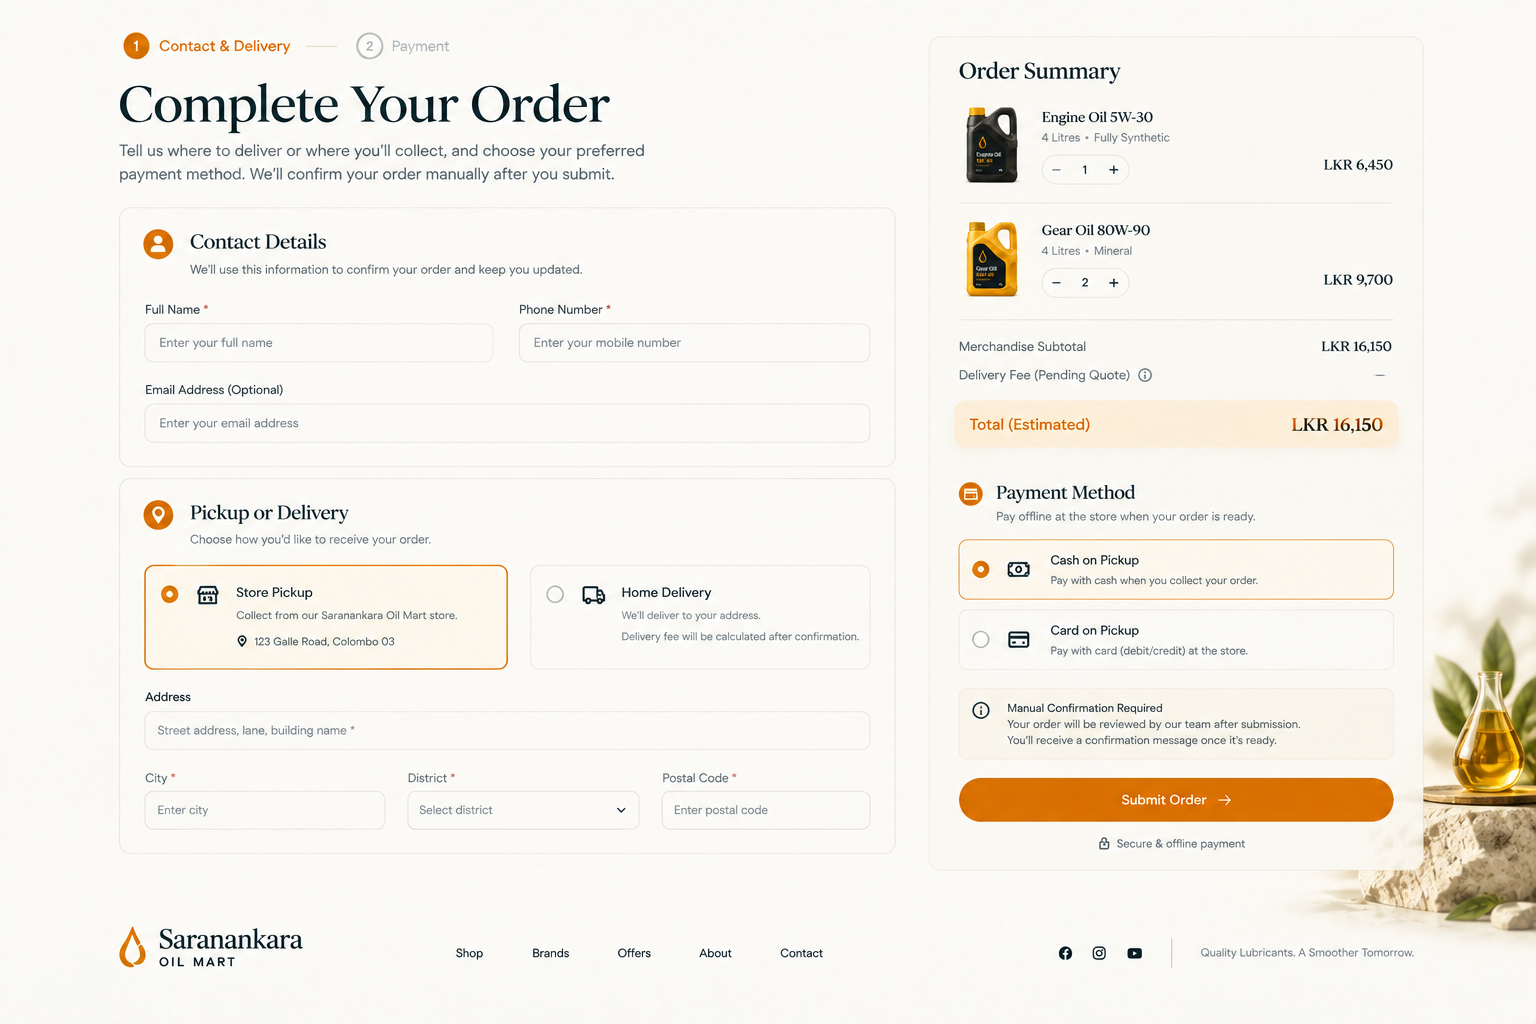 1 Contact & Delivery
2 Payment
Complete Your Order
Tell us where to deliver or where you'll collect, and choose your preferred
payment method. We'll confirm your order manually after you submit.
Contact Details
We'll use this information to confirm your order and keep you updated.
Full Name *
Enter your full name
Phone Number *
Enter your mobile number
Email Address (Optional)
Enter your email address
Pickup or Delivery
Choose how you'd like to receive your order.
Store Pickup
Collect from our Saranankara Oil Mart store.
123 Galle Road, Colombo 03
Home Delivery
We'll deliver to your address.
Delivery fee will be calculated after confirmation.
Address
Street address, lane, building name *
City *
Enter city
District *
Select district
Postal Code *
Enter postal code
Order Summary
Engine Oil
Engine Oil 5W-30
4 Litres • Fully Synthetic
− 1 +
LKR 6,450
Gear Oil
Gear Oil 80W-90
4 Litres • Mineral
− 2 +
LKR 9,700
Merchandise Subtotal
LKR 16,150
Delivery Fee (Pending Quote)
—
Total (Estimated)
LKR 16,150
Payment Method
Pay offline at the store when your order is ready.
Cash on Pickup
Pay with cash when you collect your order.
Card on Pickup
Pay with card (debit/credit) at the store.
Manual Confirmation Required
Your order will be reviewed by our team after submission.
You'll receive a confirmation message once it's ready.
Submit Order →
Secure & offline payment
Saranankara
OIL MART
Shop
Brands
Offers
About
Contact
Quality Lubricants. A Smoother Tomorrow.